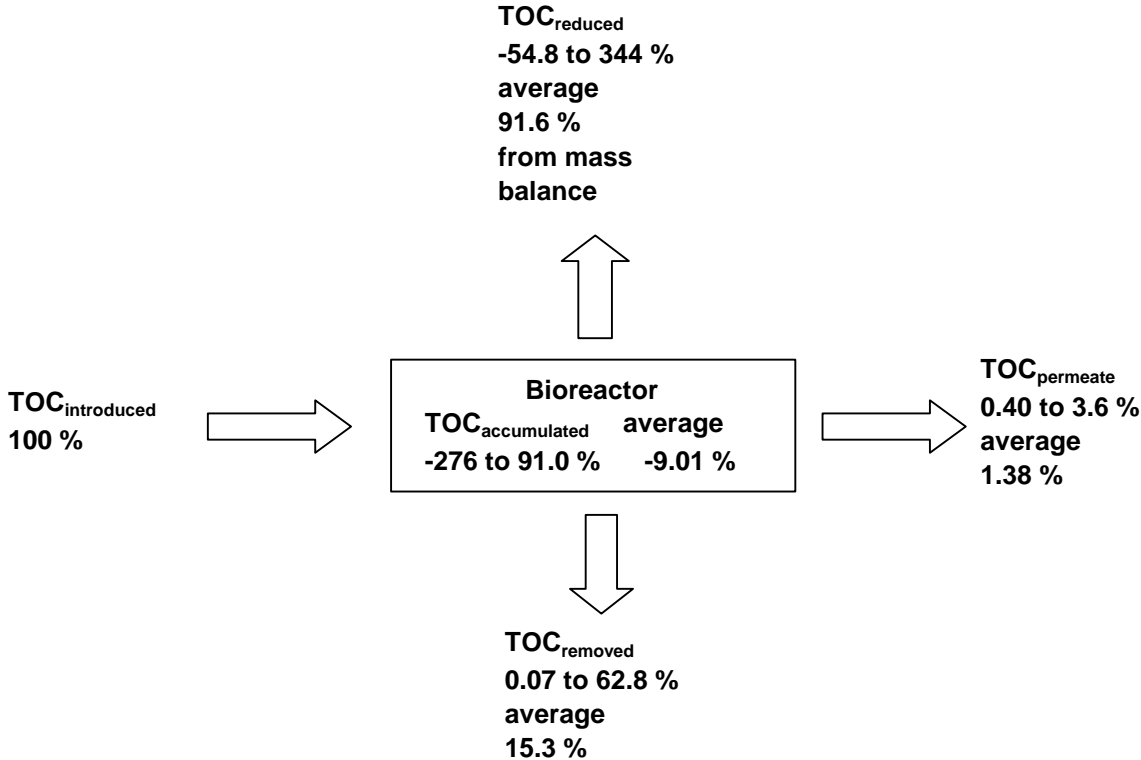 TOCreduced
-54.8 to 344 %
average
91.6 %
from mass
balance
TOCintroduced
100 %
Bioreactor
TOCaccumulated average
-276 to 91.0 % -9.01 %
TOCpermeate
0.40 to 3.6 %
average
1.38 %
TOCremoved
0.07 to 62.8 %
average
15.3 %